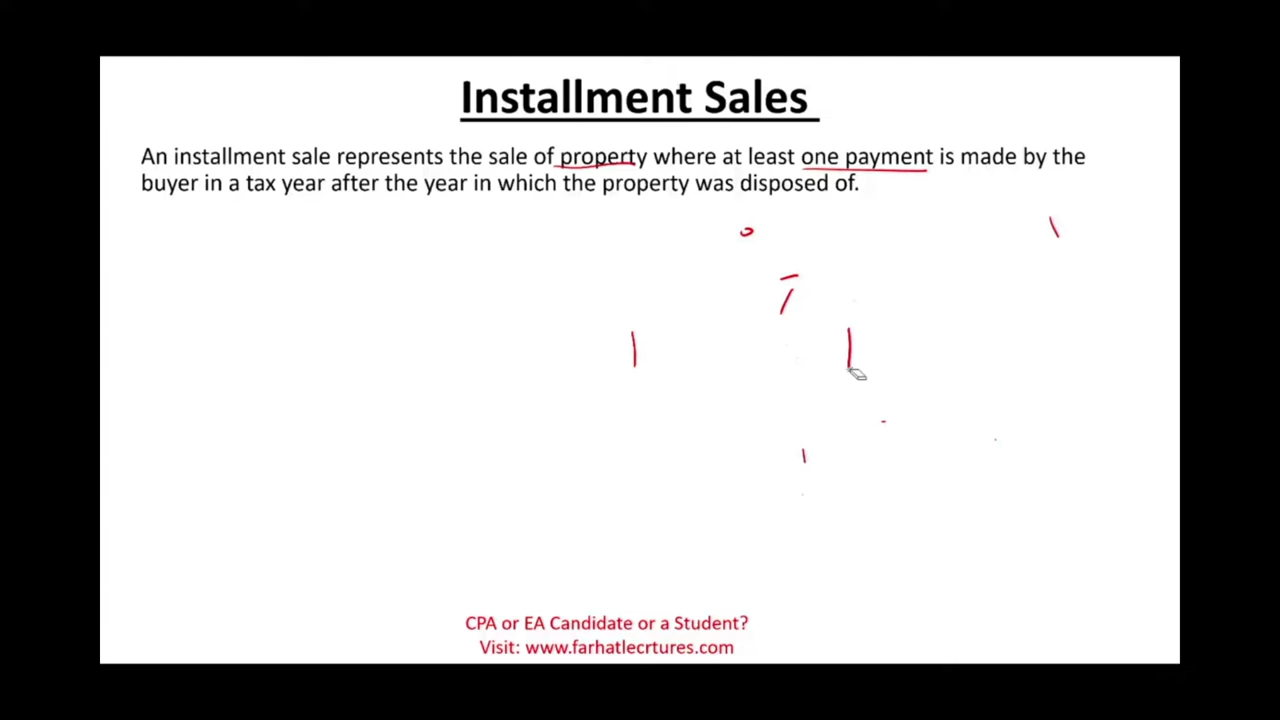 Installment Sales
An installment sale represents the sale of property where at least one payment is made by the
buyer in a tax year after the year in which the property was disposed of.
CPA or EA Candidate or a Student?
Visit: www.farhatlecrtures.com